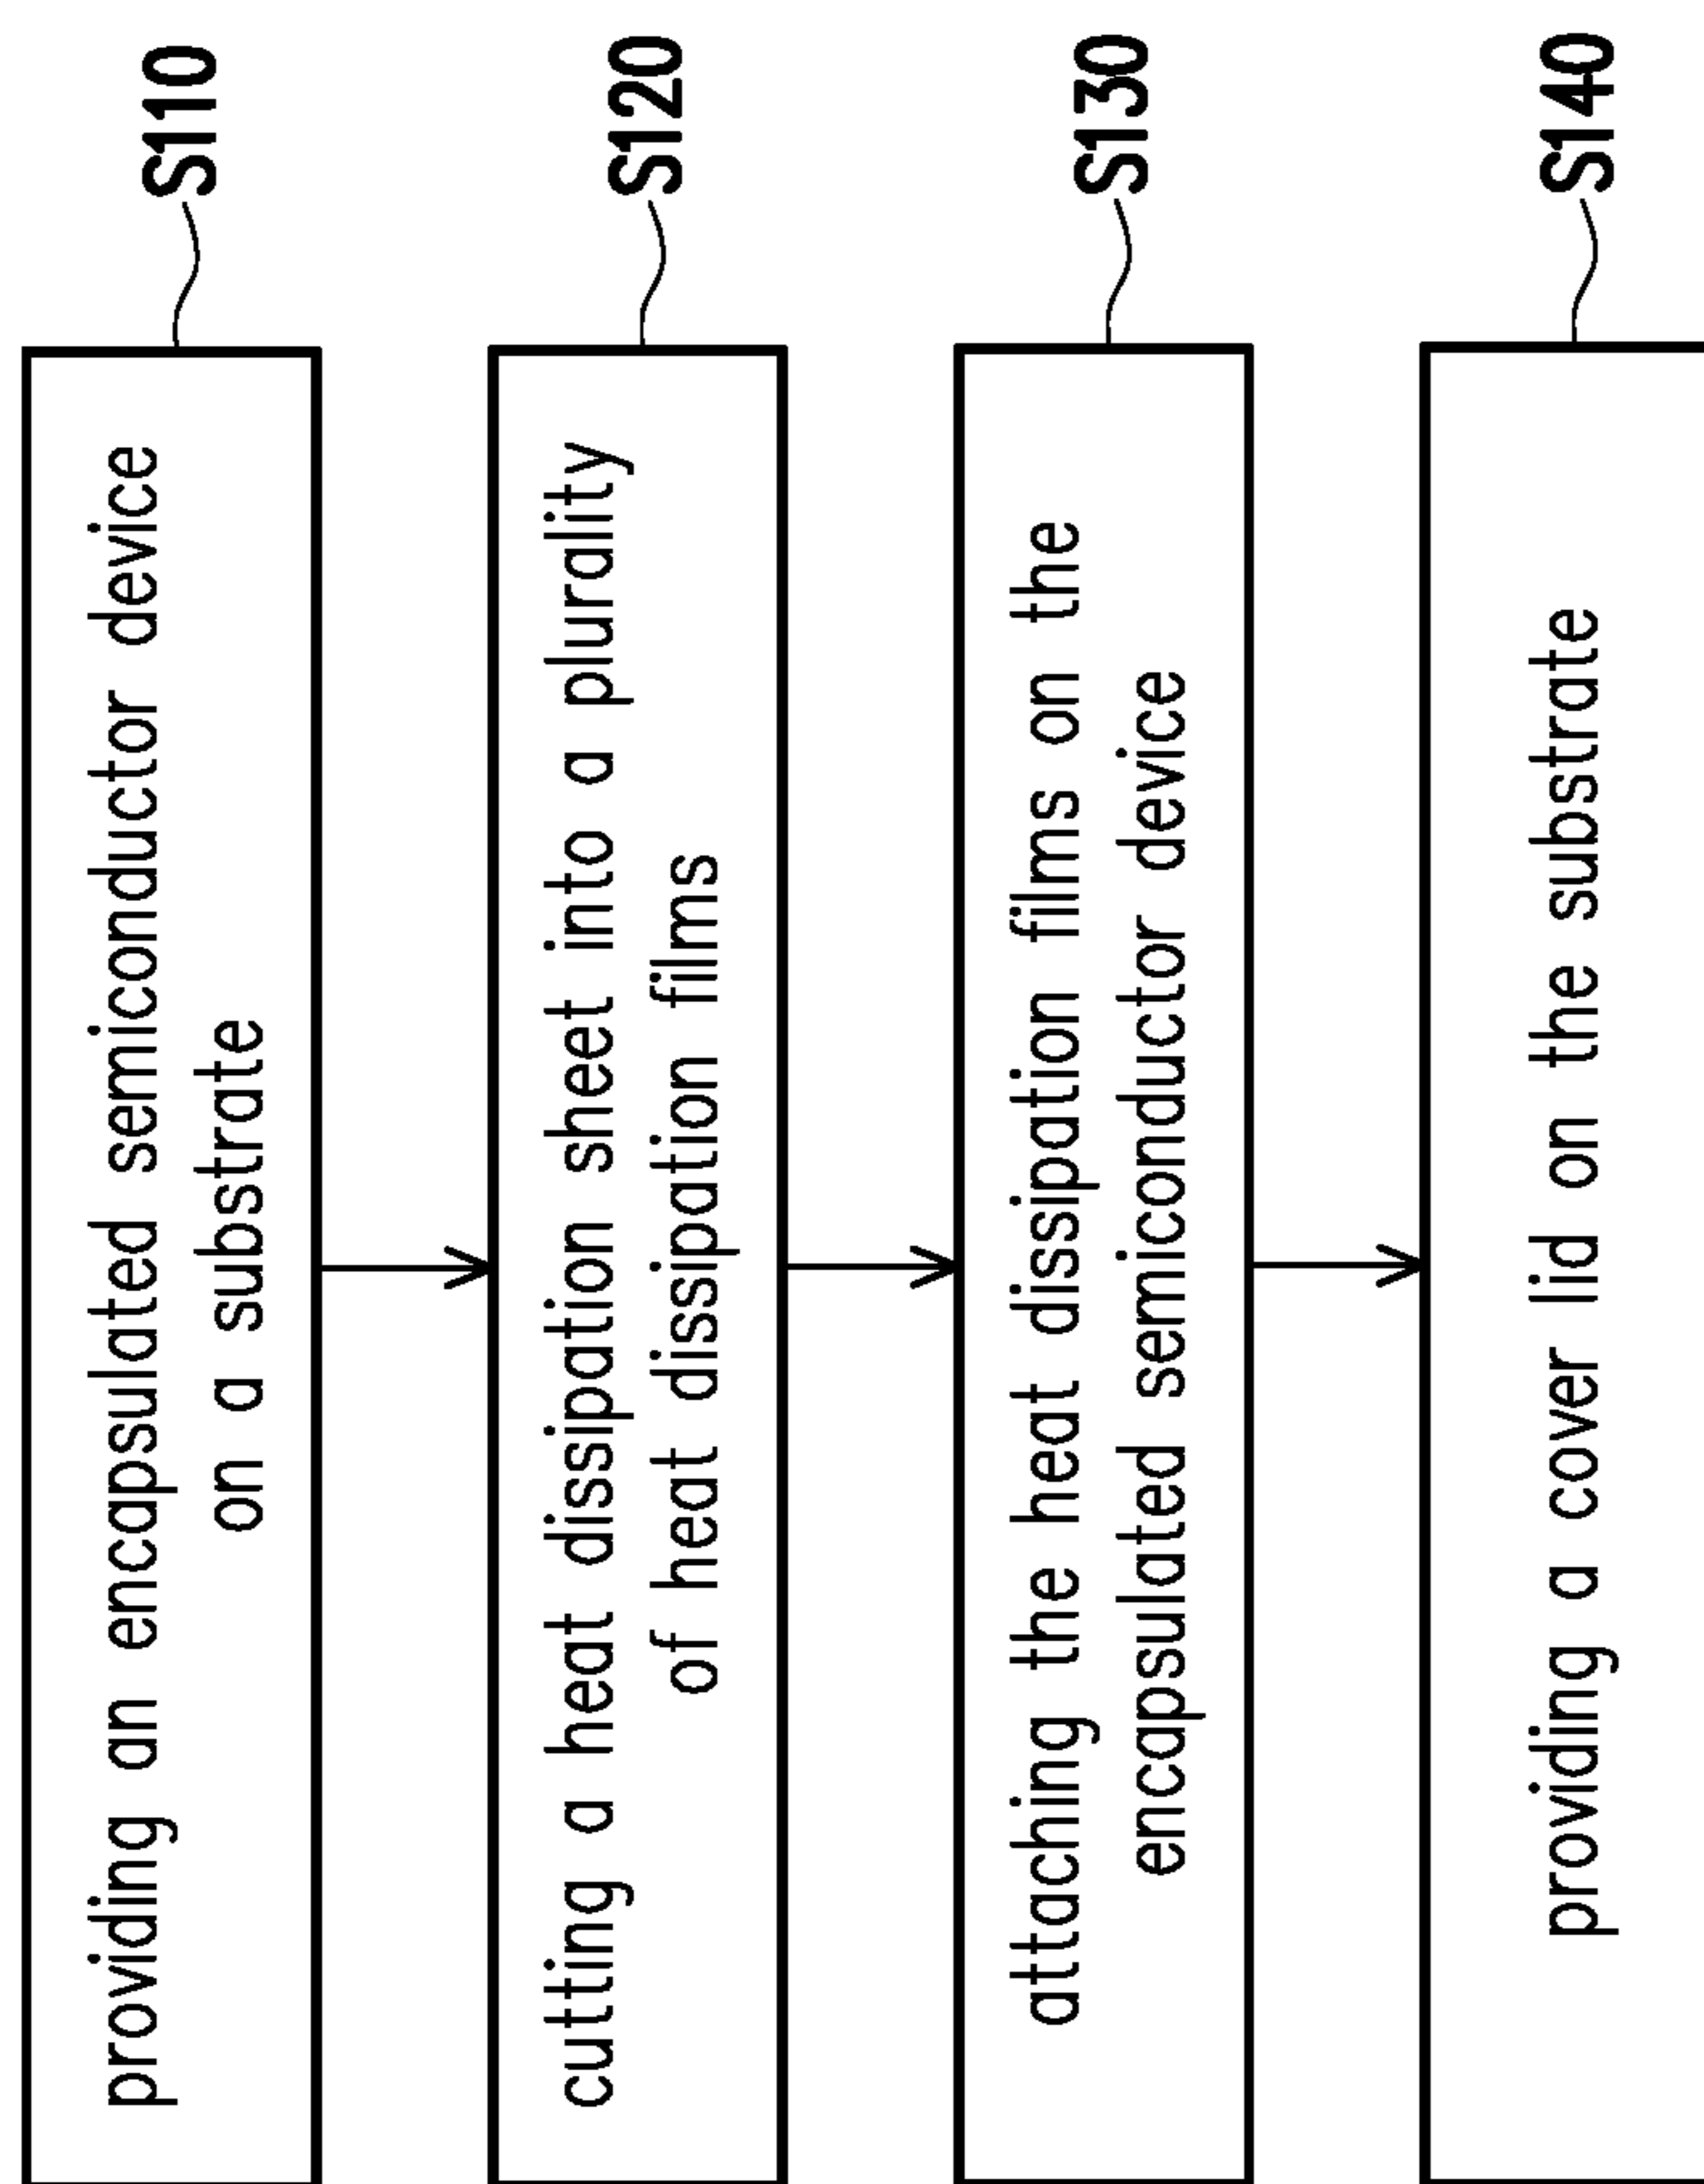 providing an encapsulated semiconductor device
on a substrate
S110
cutting a heat dissipation sheet into a plurality
of heat dissipation films
S120
attaching the heat dissipation films on the
encapsulated semiconductor device
S130
providing a cover lid on the substrate
S140